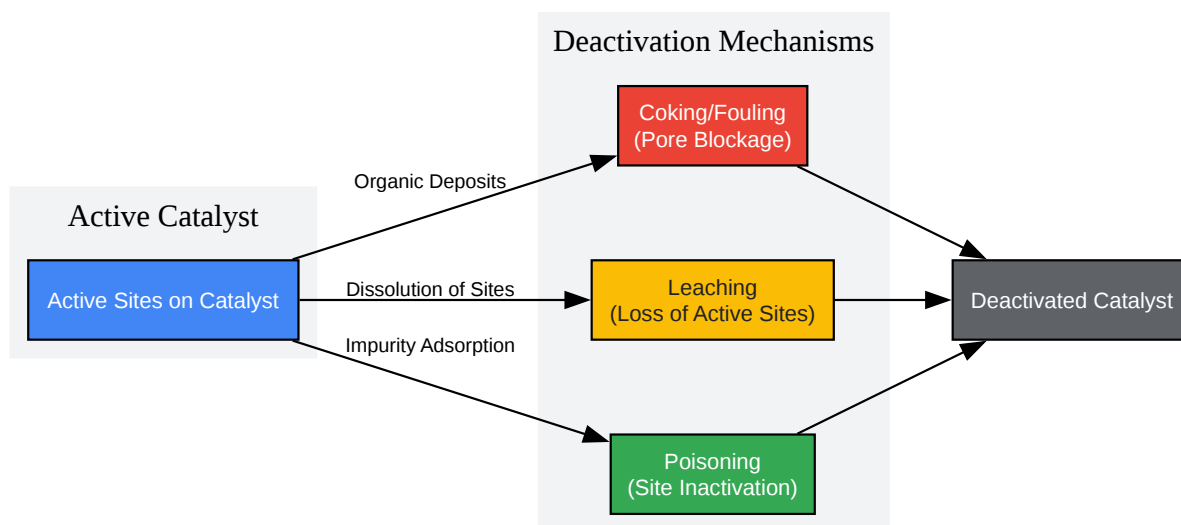 Active Catalyst
Active Sites on Catalyst
Organic Deposits
Dissolution of Sites
Impurity Adsorption
Deactivation Mechanisms
Coking/Fouling
(Pore Blockage)
Leaching
(Loss of Active Sites)
Poisoning
(Site Inactivation)
Deactivated Catalyst